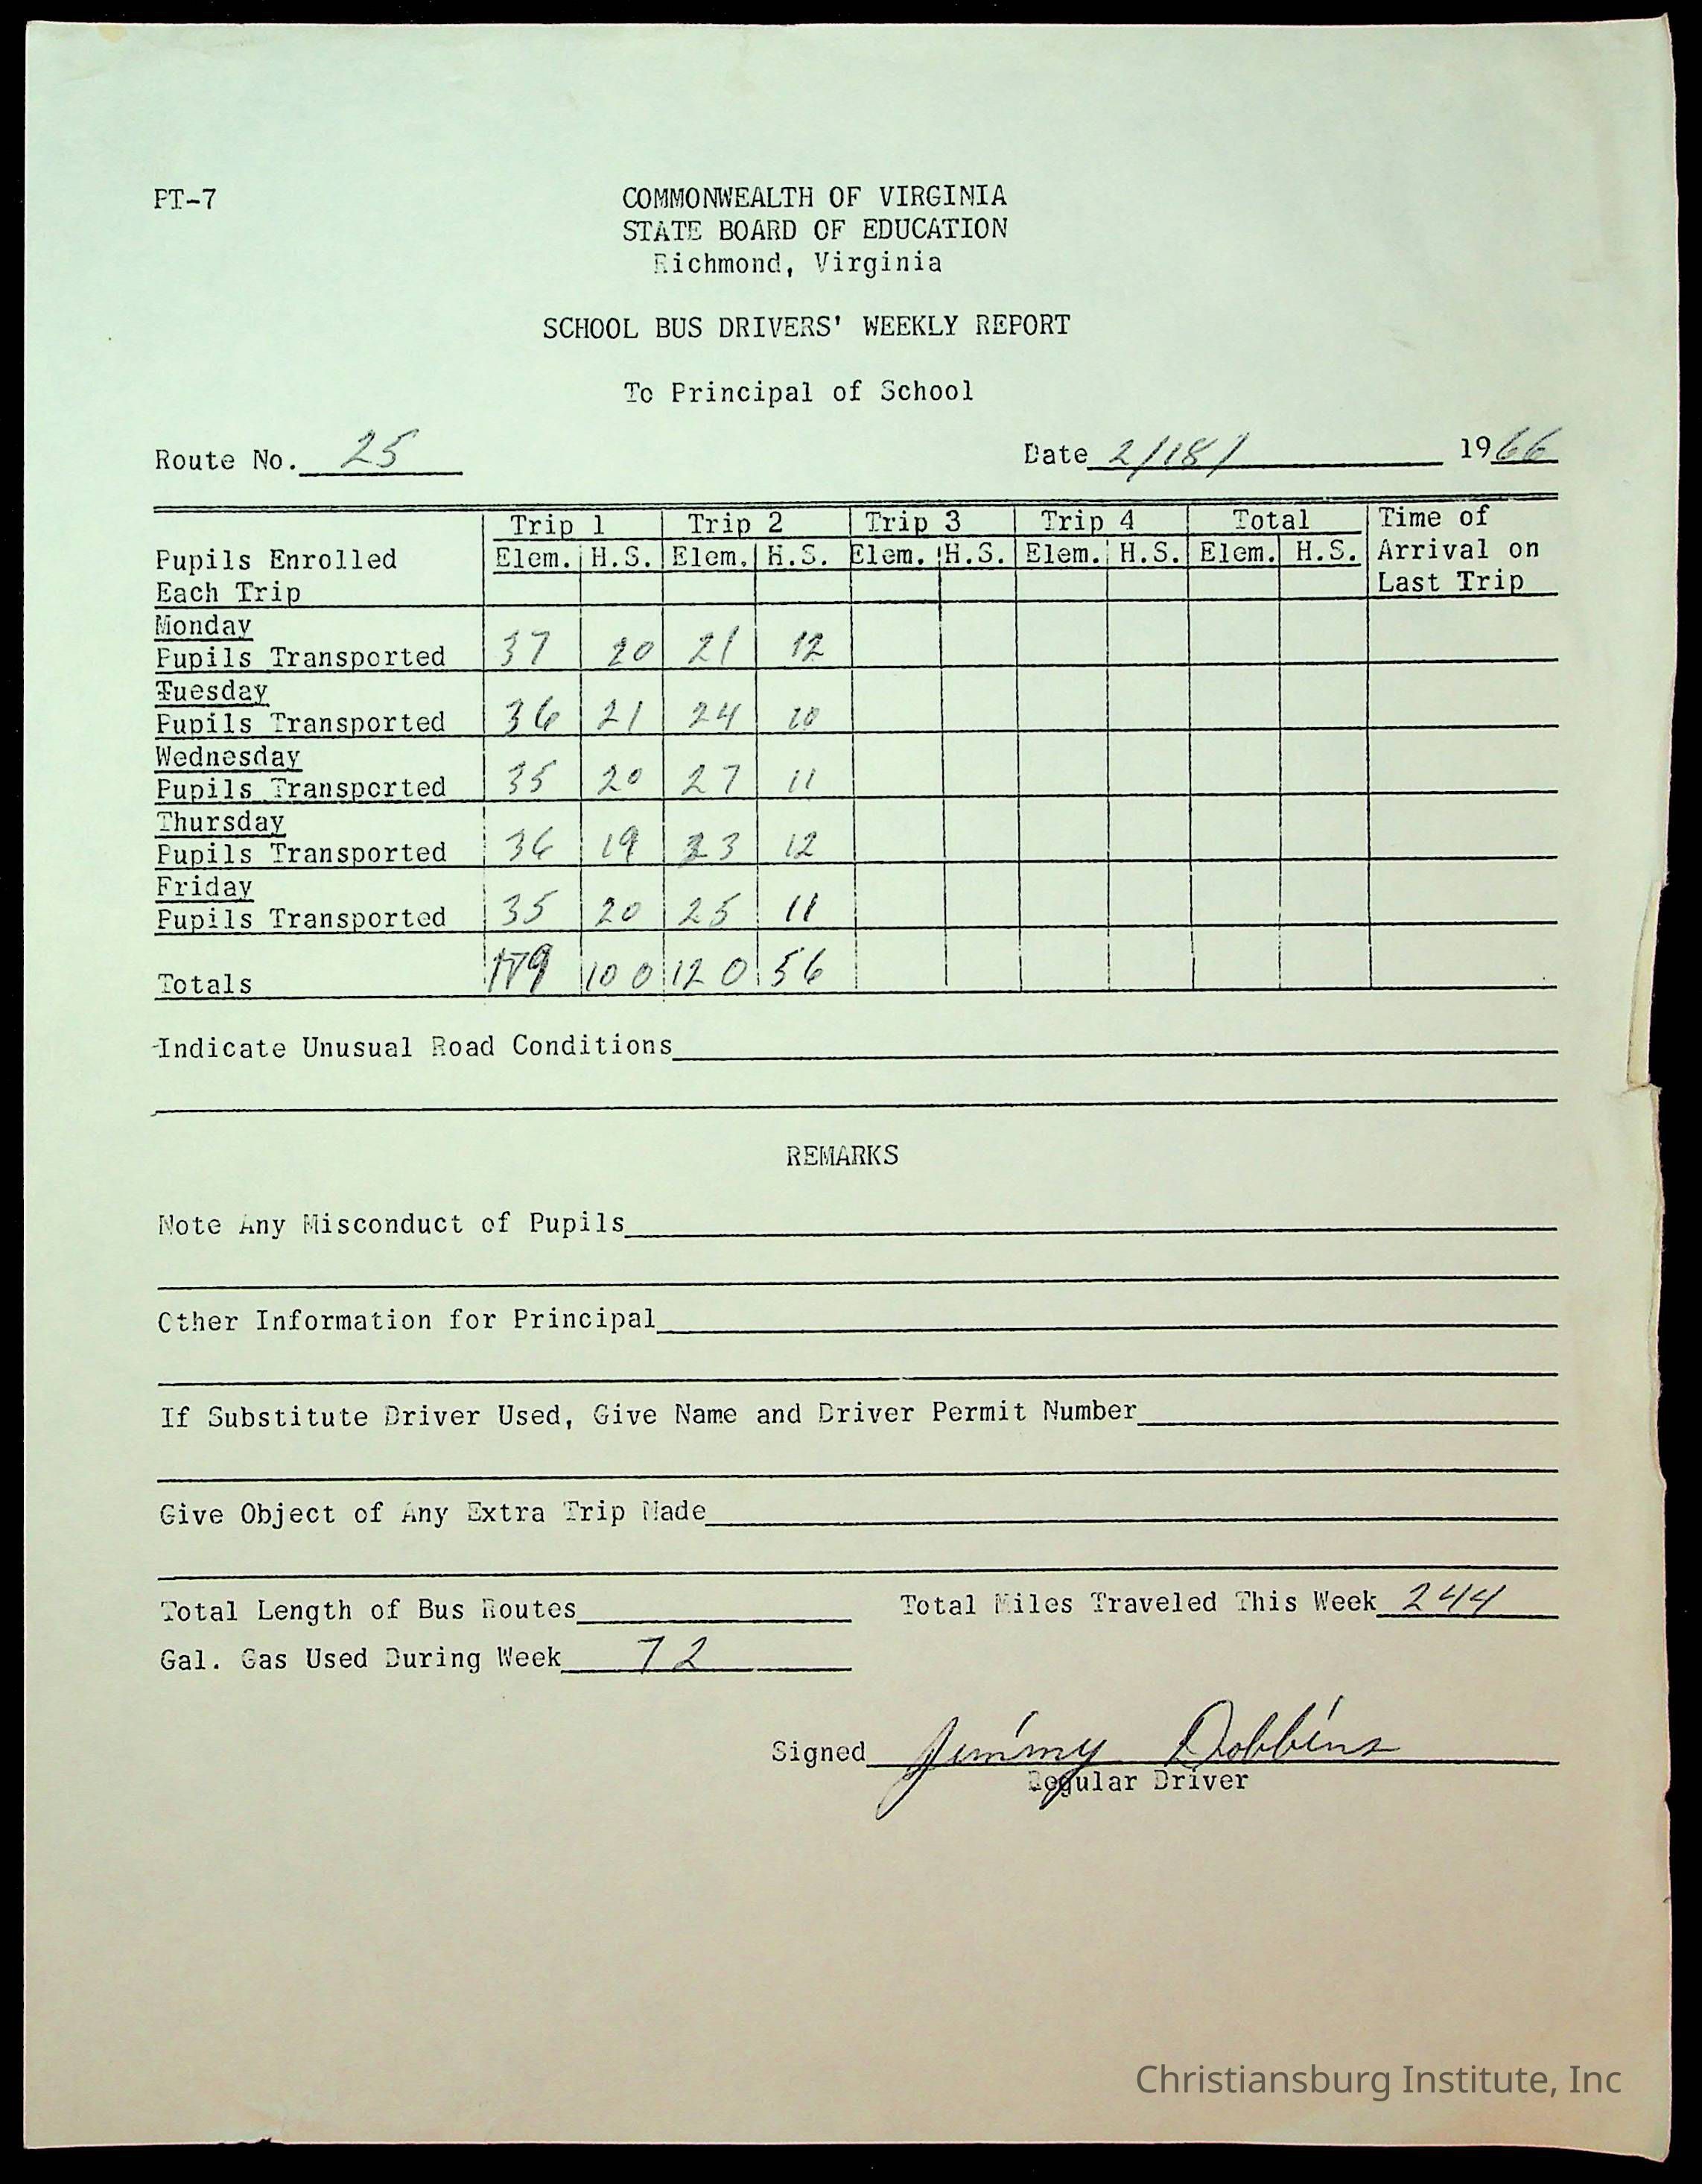 PT-7
COMMONWEALTH OF VIRGINIA
STATE BOARD OF EDUCATION
Richmond, Virginia
SCHOOL BUS DRIVERS' WEEKLY REPORT
To Principal of School
Route No. 25 Date 2/18/ 1966
Trip 1 Trip 2 Trip 3 Trip 4 Total Time of
Pupils Enrolled Elem. H.S. Elem. H.S. Elem. H.S. Elem. H.S. Elem. H.S. Arrival on
Each Trip Last Trip
Monday
Pupils Transported 37 20 21 12
Tuesday
Pupils Transported 36 21 24 10
Wednesday
Pupils Transported 35 20 27 11
Thursday
Pupils Transported 36 19 23 12
Friday
Pupils Transported 35 20 25 11
Totals 179 100 120 56
Indicate Unusual Road Conditions
REMARKS
Note Any Misconduct of Pupils
Other Information for Principal
If Substitute Driver Used, Give Name and Driver Permit Number
Give Object of Any Extra Trip Made
Total Length of Bus Routes Total Miles Traveled This Week 244
Gal. Gas Used During Week 72
Signed Jimmy Dobbins
Regular Driver
Christiansburg Institute, Inc